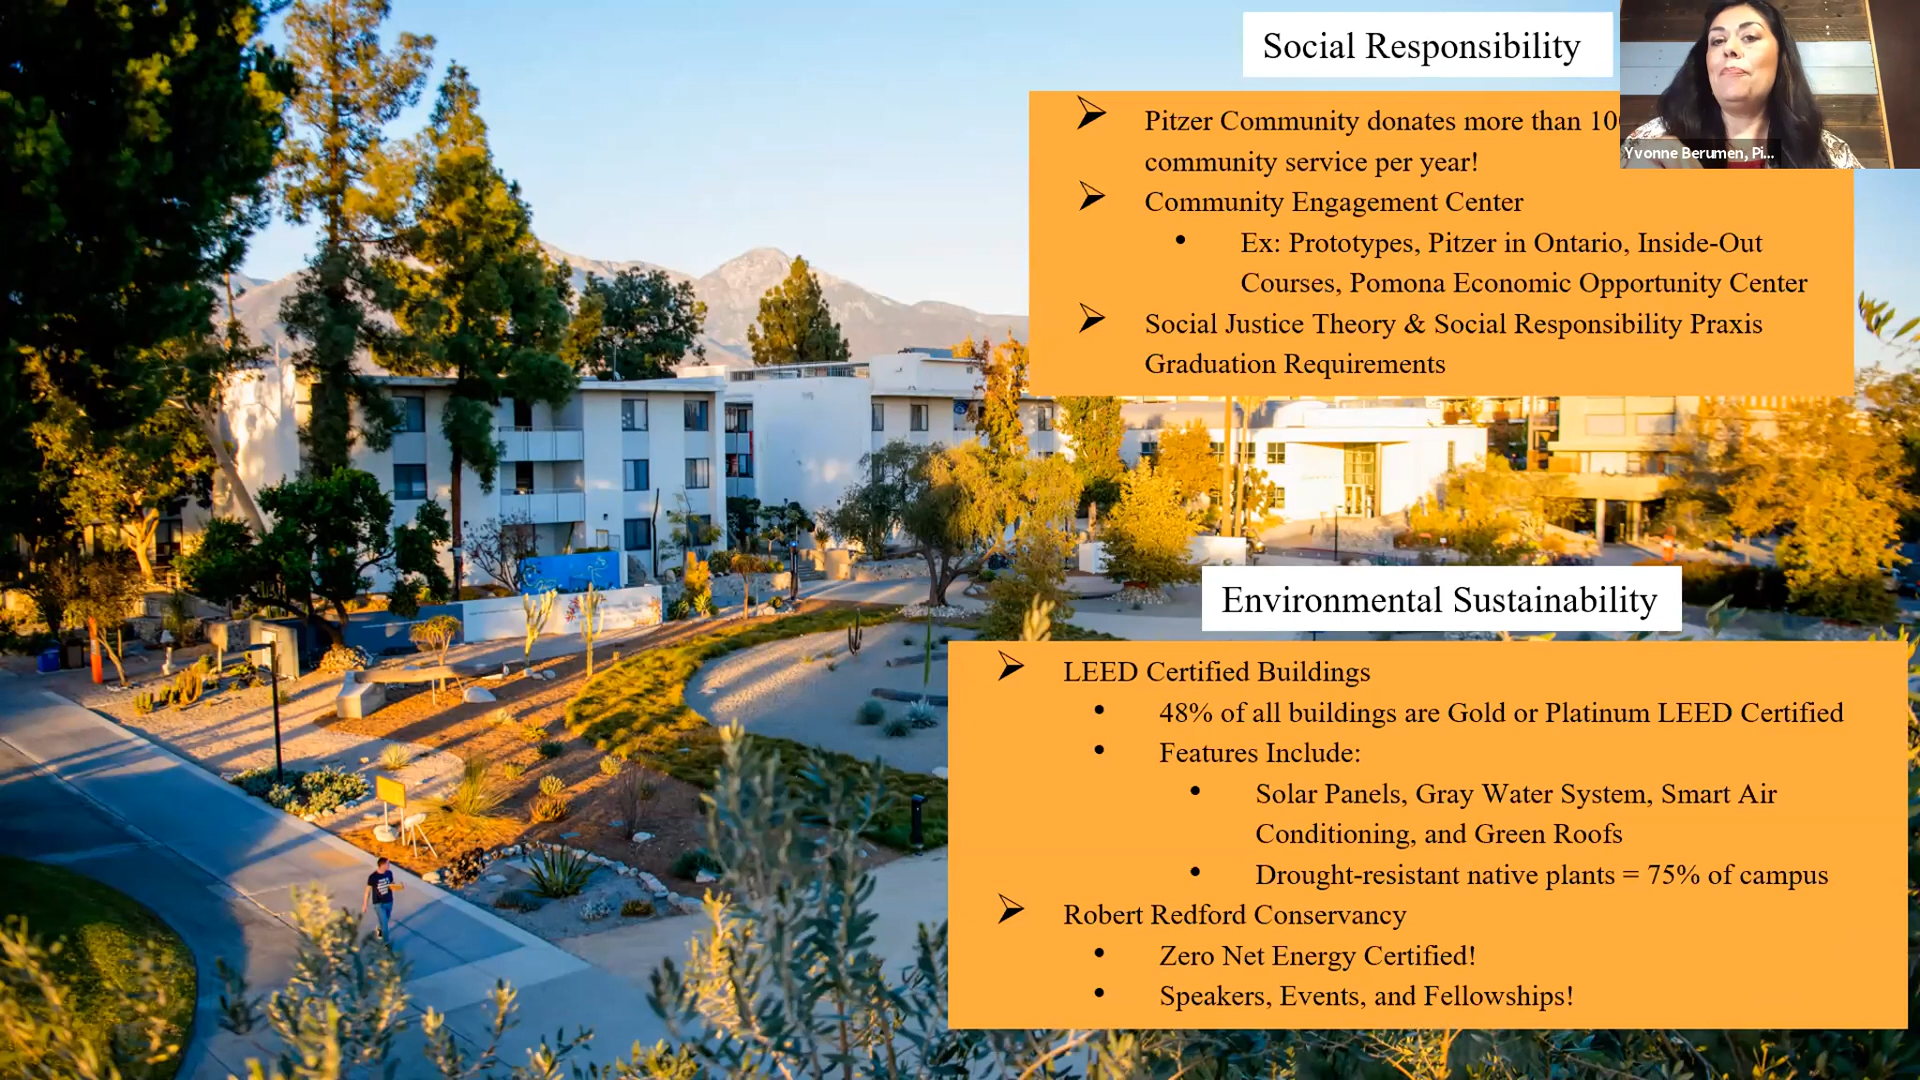 Social Responsibility
Pitzer Community donates more than
community service per year!
Community Engagement Center
Ex: Prototypes, Pitzer in Ontario, Inside-Out
Courses, Pomona Economic Opportunity Center
Social Justice Theory & Social Responsibility Praxis
Graduation Requirements
Yvonne Berumen, Pi...
Environmental Sustainability
LEED Certified Buildings
48% of all buildings are Gold or Platinum LEED Certified
Features Include:
Solar Panels, Gray Water System, Smart Air
Conditioning, and Green Roofs
Drought-resistant native plants = 75% of campus
Robert Redford Conservancy
Zero Net Energy Certified!
Speakers, Events, and Fellowships!